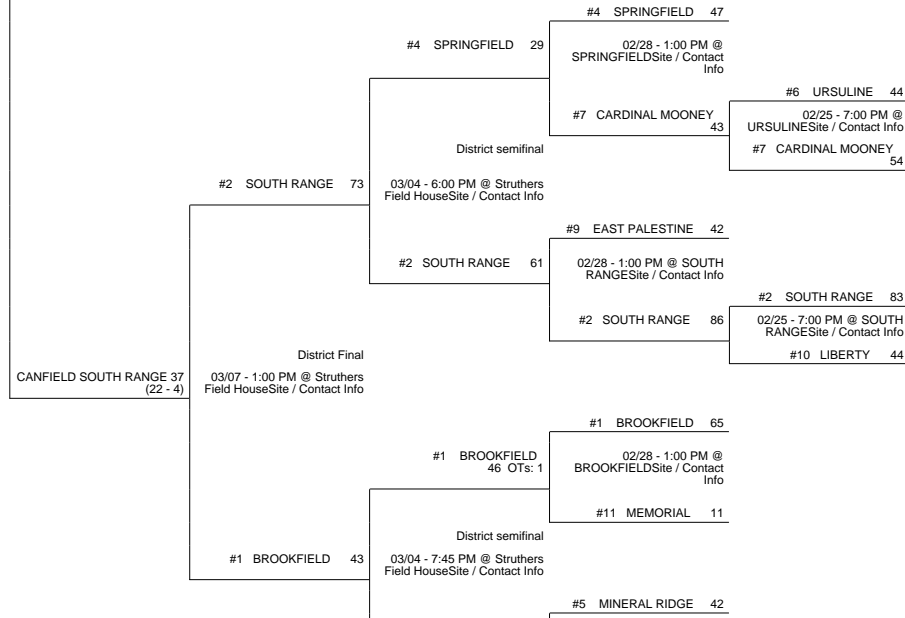 #4 SPRINGFIELD 47
#4 SPRINGFIELD 29
02/28 - 1:00 PM @
SPRINGFIELDSite / Contact
Info
#6 URSULINE 44
#7 CARDINAL MOONEY
43
02/25 - 7:00 PM @
URSULINESite / Contact Info
District semifinal
#7 CARDINAL MOONEY
54
#2 SOUTH RANGE 73
03/04 - 6:00 PM @ Struthers
Field HouseSite / Contact Info
#9 EAST PALESTINE 42
#2 SOUTH RANGE 61
02/28 - 1:00 PM @ SOUTH
RANGESite / Contact Info
#2 SOUTH RANGE 83
#2 SOUTH RANGE 86
02/25 - 7:00 PM @ SOUTH
RANGESite / Contact Info
District Final
#10 LIBERTY 44
CANFIELD SOUTH RANGE 37
(22 - 4)
03/07 - 1:00 PM @ Struthers
Field HouseSite / Contact Info
#1 BROOKFIELD 65
#1 BROOKFIELD
46 OTs: 1
02/28 - 1:00 PM @
BROOKFIELDSite / Contact
Info
#11 MEMORIAL 11
District semifinal
#1 BROOKFIELD 43
03/04 - 7:45 PM @ Struthers
Field HouseSite / Contact Info
#5 MINERAL RIDGE 42